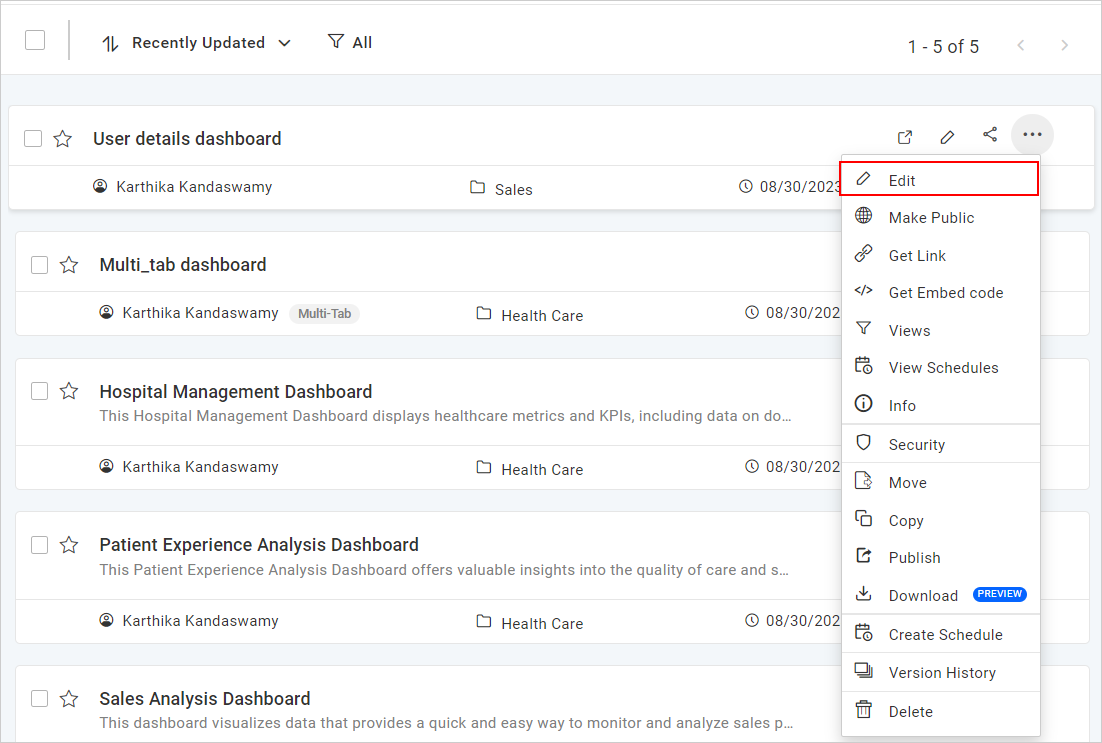 Recently Updated
All
1 - 5 of 5
User details dashboard
Karthika Kandaswamy
Sales
08/30/2023
Edit
Make Public
Get Link
Get Embed code
Views
View Schedules
Info
Security
Move
Copy
Publish
Download PREVIEW
Create Schedule
Version History
Delete
Multi_tab dashboard
Karthika Kandaswamy Multi-Tab
Health Care
08/30/202
Hospital Management Dashboard
This Hospital Management Dashboard displays healthcare metrics and KPIs, including data on do...
Karthika Kandaswamy
Health Care
08/30/202
Patient Experience Analysis Dashboard
This Patient Experience Analysis Dashboard offers valuable insights into the quality of care and s...
Karthika Kandaswamy
Health Care
08/30/202
Sales Analysis Dashboard
This dashboard visualizes data that provides a quick and easy way to monitor and analyze sales p...